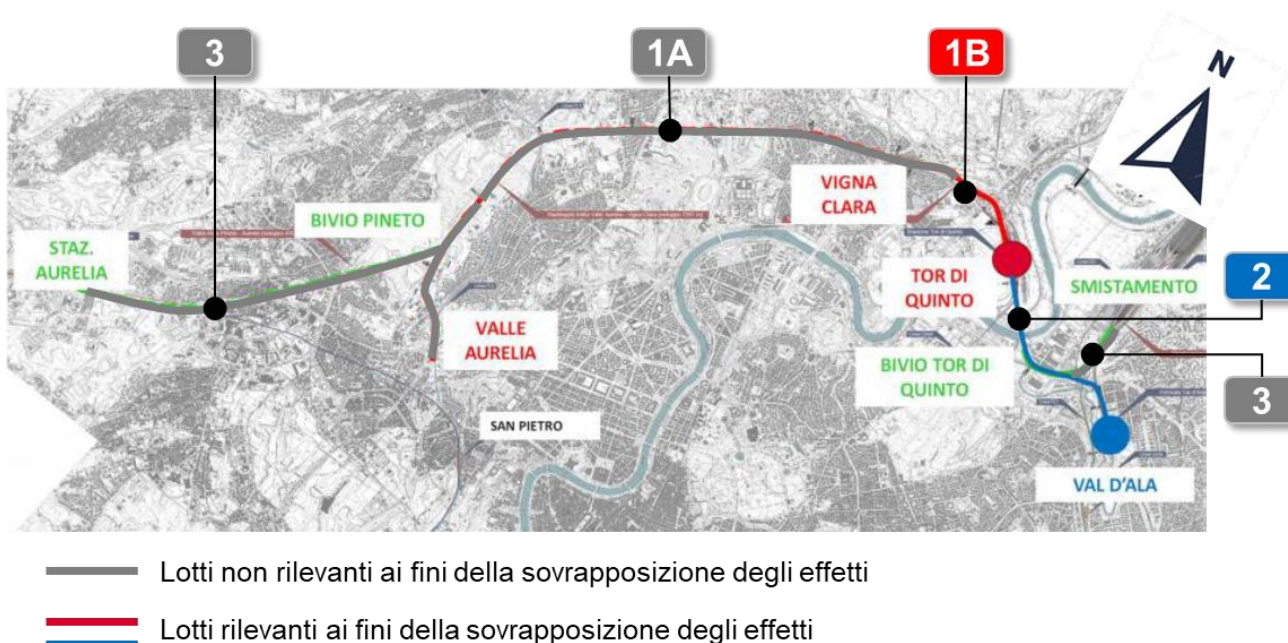 3
1A
1B
N
VIGNA
CLARA
BIVIO PINETO
STAZ.
AURELIA
TOR DI
QUINTO
SMISTAMENTO
2
VALLE
AURELIA
BIVIO TOR DI
QUINTO
3
SAN PIETRO
VAL D'ALA
Lotti non rilevanti ai fini della sovrapposizione degli effetti
Lotti rilevanti ai fini della sovrapposizione degli effetti